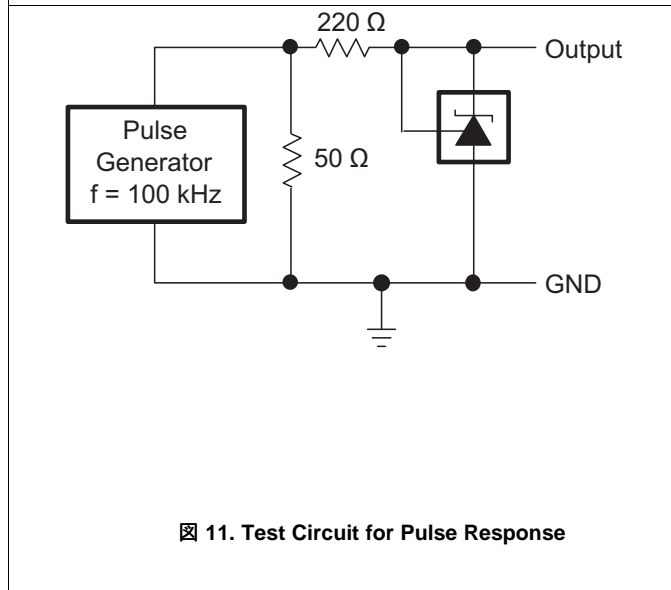 220 Ω
Output
Pulse
Generator
f = 100 kHz
50 Ω
GND
図 11. Test Circuit for Pulse Response